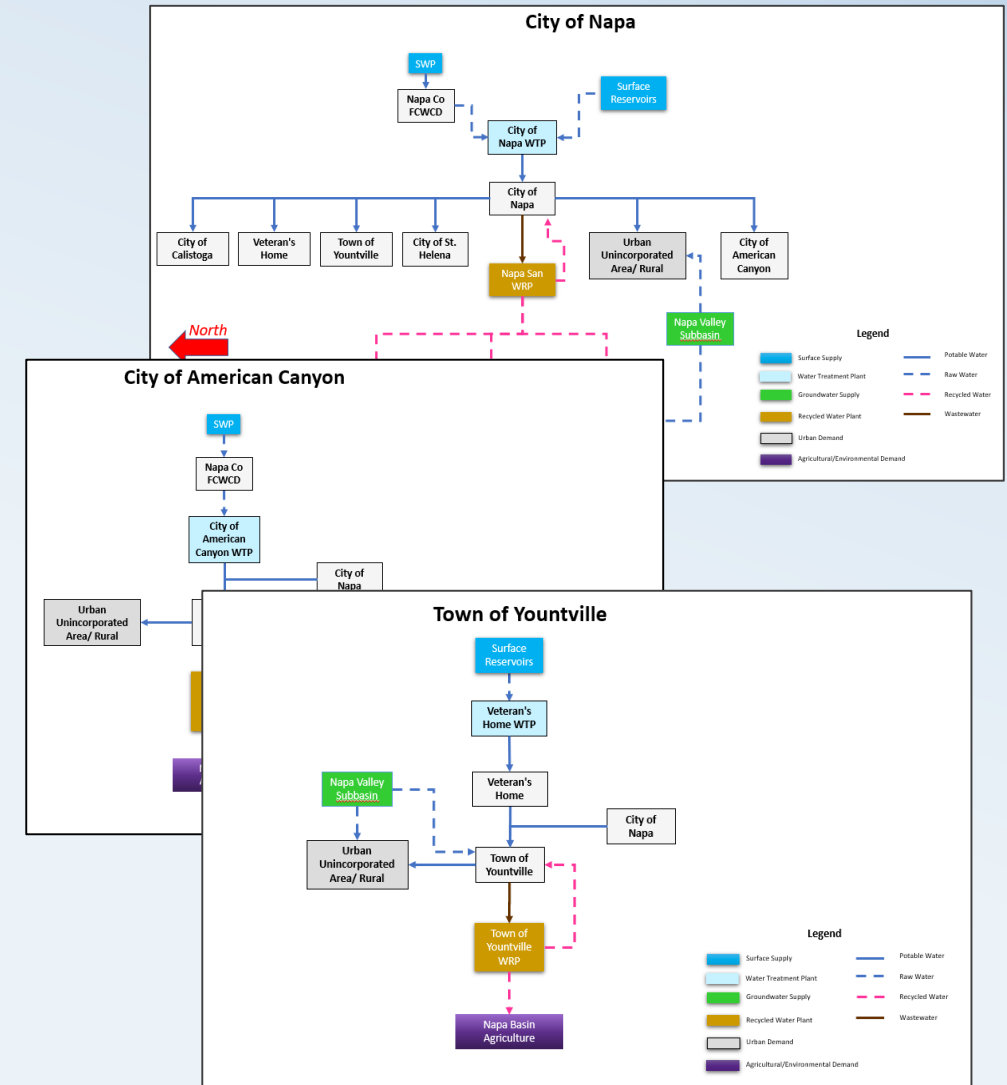 City of Napa
SWP
Napa Co
FCWCD
Surface
Reservoirs
City of
Napa WTP
City of
Napa
City of
Calistoga
Veteran's
Home
Town of
Yountville
City of St.
Helena
Napa San
WRP
Urban
Unincorporated
Area/ Rural
City of
American
Canyon
North
Napa Valley
Subbasin
Legend
Surface Supply
Water Treatment Plant
Groundwater Supply
Recycled Water Plant
Urban Demand
Agricultural/Environmental Demand
Potable Water
Raw Water
Recycled Water
Wastewater
City of American Canyon
SWP
Napa Co
FCWCD
City of
American
Canyon WTP
City of
Napa
Urban
Unincorporated
Area/ Rural
Town of Yountville
Surface
Reservoirs
Veteran's
Home WTP
Veteran's
Home
Napa Valley
Subbasin
City of
Napa
Urban
Unincorporated
Area/ Rural
Town of
Yountville
Town of
Yountville
WRP
Napa Basin
Agriculture
Legend
Surface Supply
Water Treatment Plant
Groundwater Supply
Recycled Water Plant
Urban Demand
Agricultural/Environmental Demand
Potable Water
Raw Water
Recycled Water
Wastewater